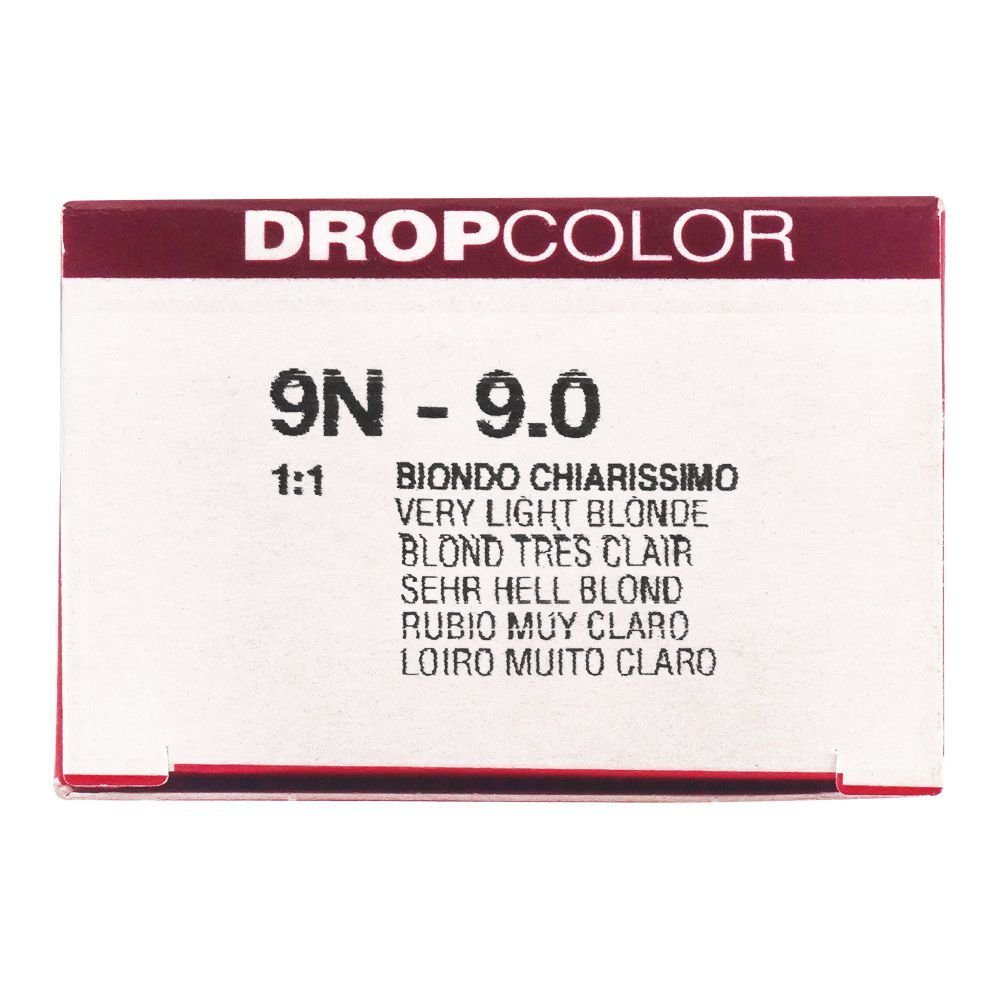 DROPCOLOR
9N - 9.0
1:1 BIONDO CHIARISSIMO
VERY LIGHT BLONDE
BLOND TRÈS CLAIR
SEHR HELL BLOND
RUBIO MUY CLARO
LOIRO MUITO CLARO